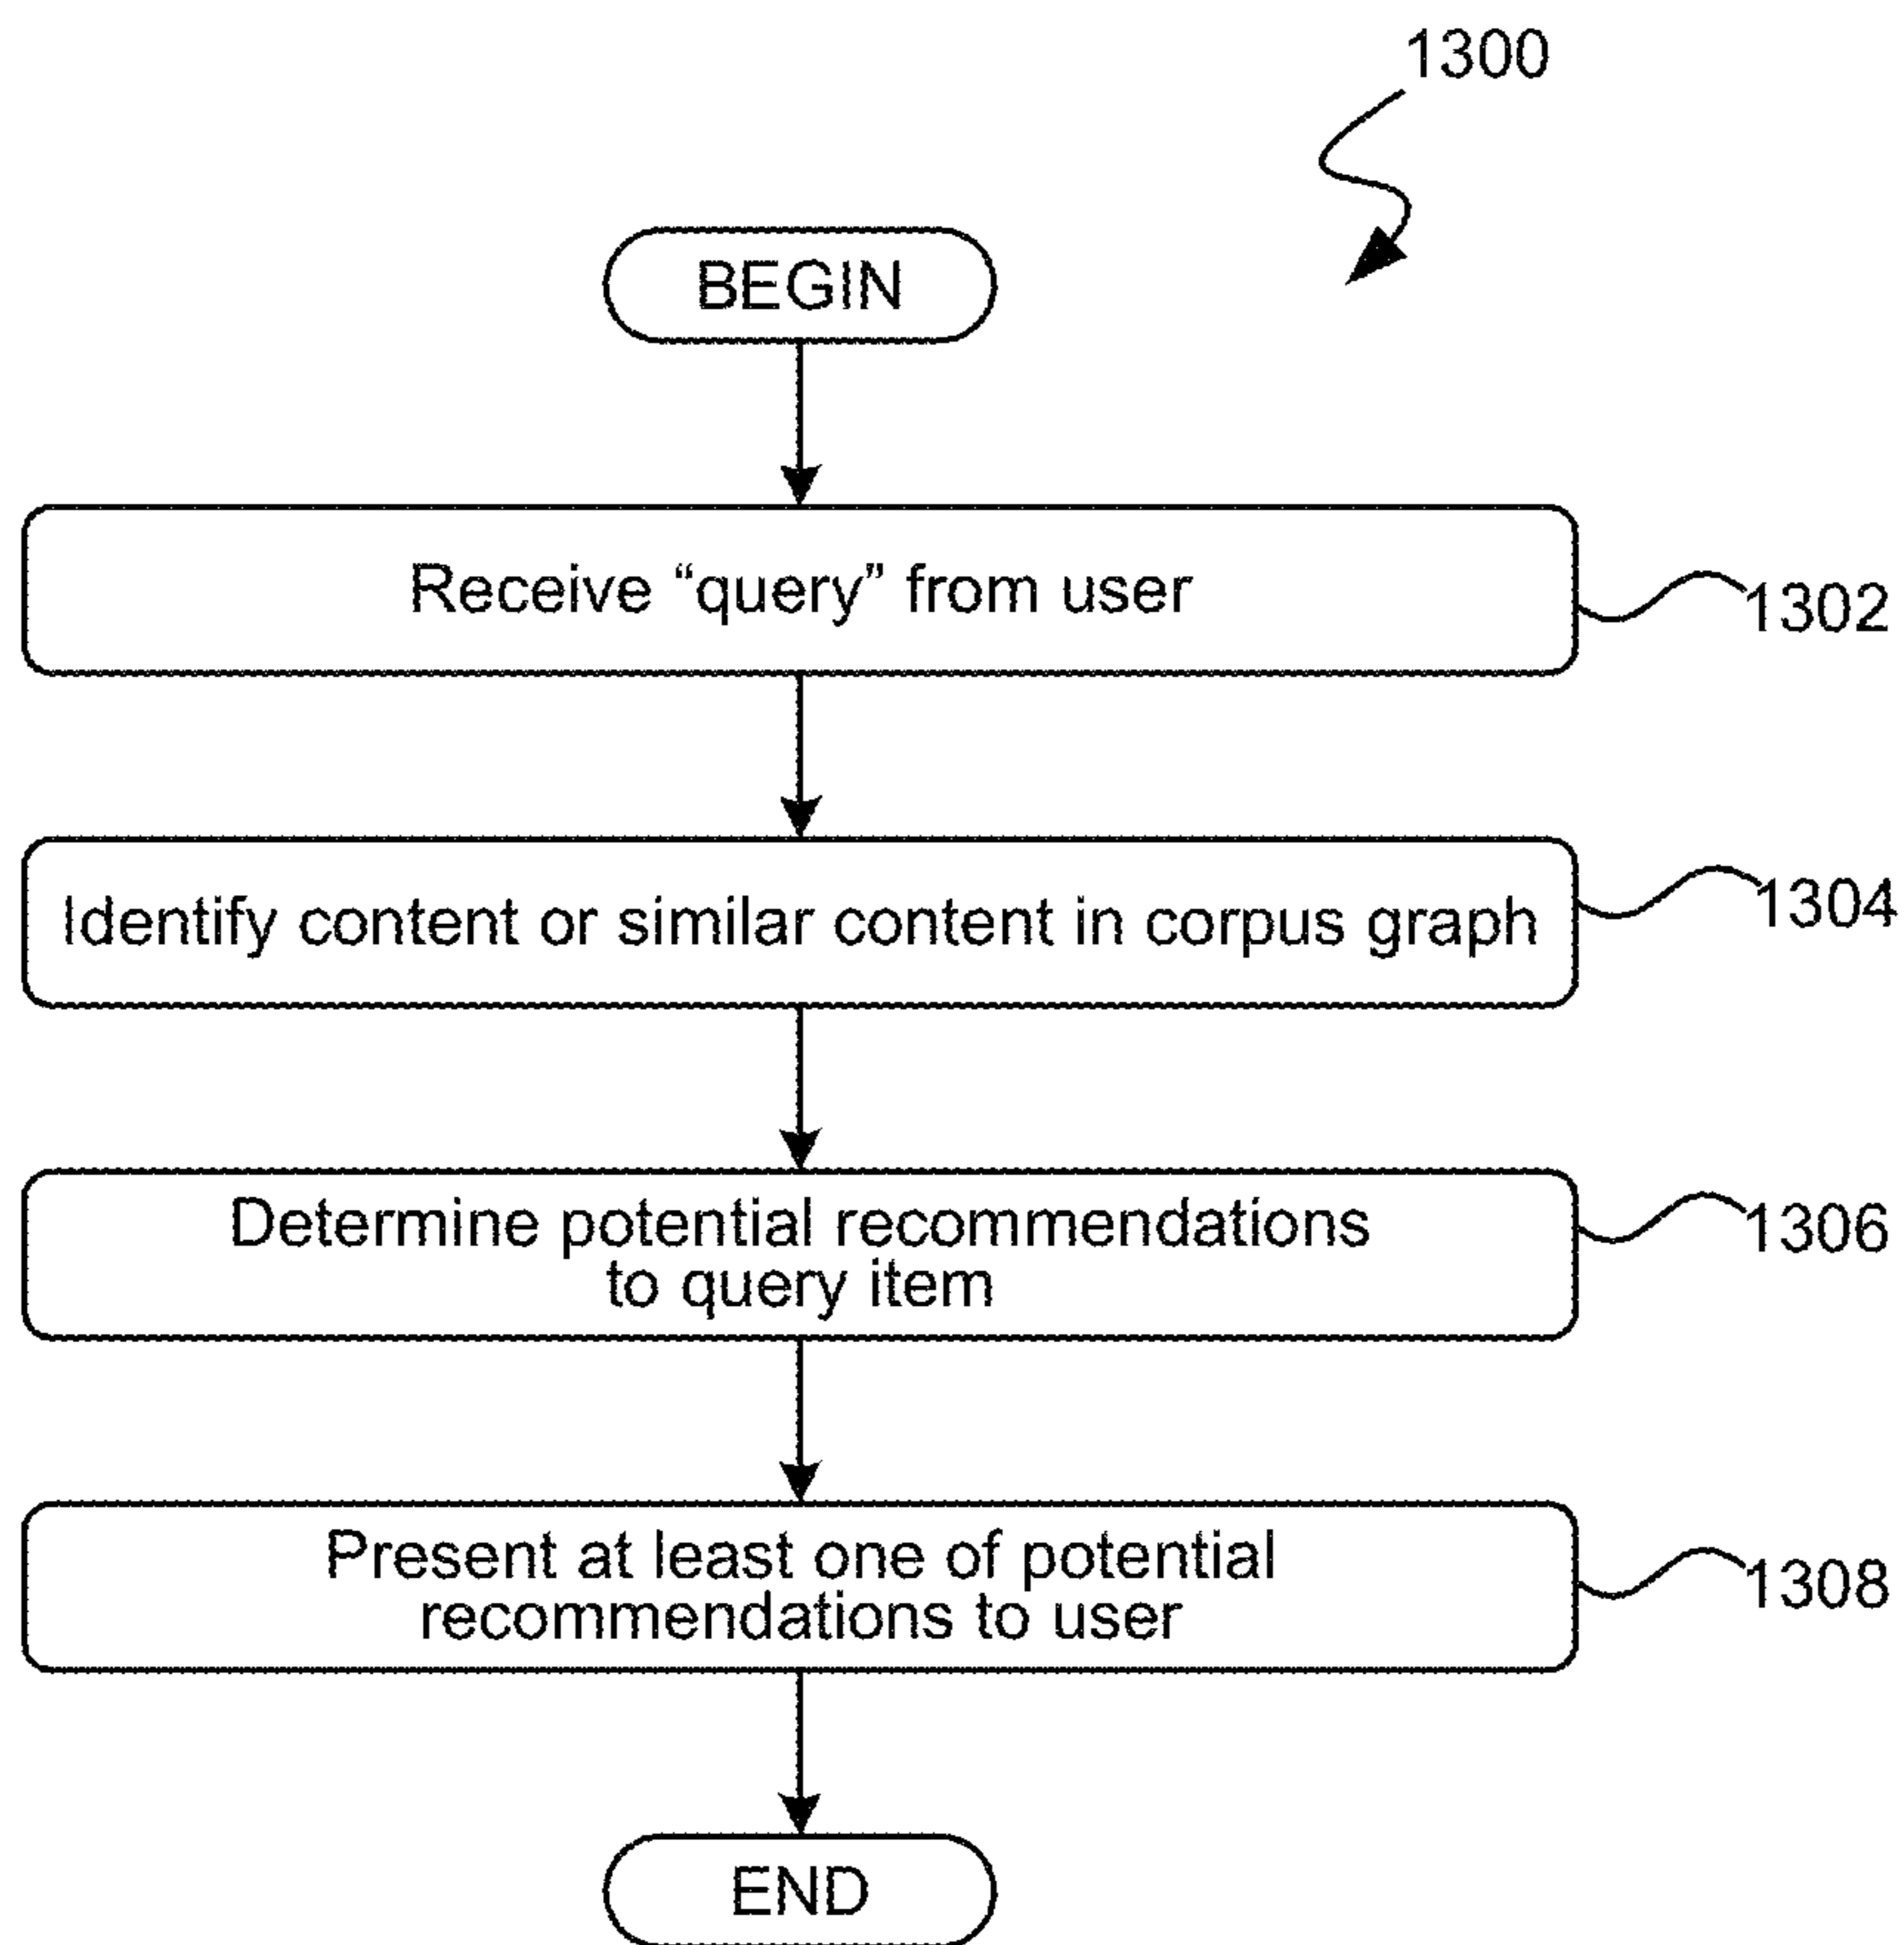 1300
BEGIN
Receive “query” from user
1302
Identify content or similar content in corpus graph
1304
Determine potential recommendations
to query item
1306
Present at least one of potential
recommendations to user
1308
END